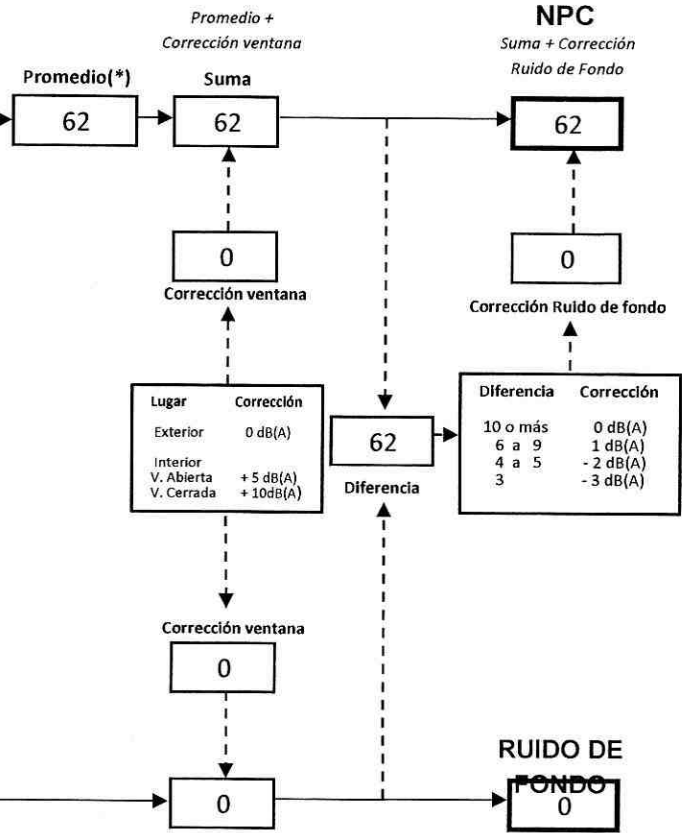 Promedio +
Corrección ventana
NPC
Suma + Corrección
Ruido de Fondo
Promedio(*)
Suma
62
62
62
0
0
Corrección ventana
Corrección Ruido de fondo
Lugar Corrección
Exterior 0 dB(A)
Interior
V. Abierta + 5 dB(A)
V. Cerrada + 10dB(A)
62
Diferencia
Diferencia Corrección
10 o más 0 dB(A)
6 a 9 1 dB(A)
4 a 5 - 2 dB(A)
3 - 3 dB(A)
Corrección ventana
0
0
RUIDO DE
FONDO
0